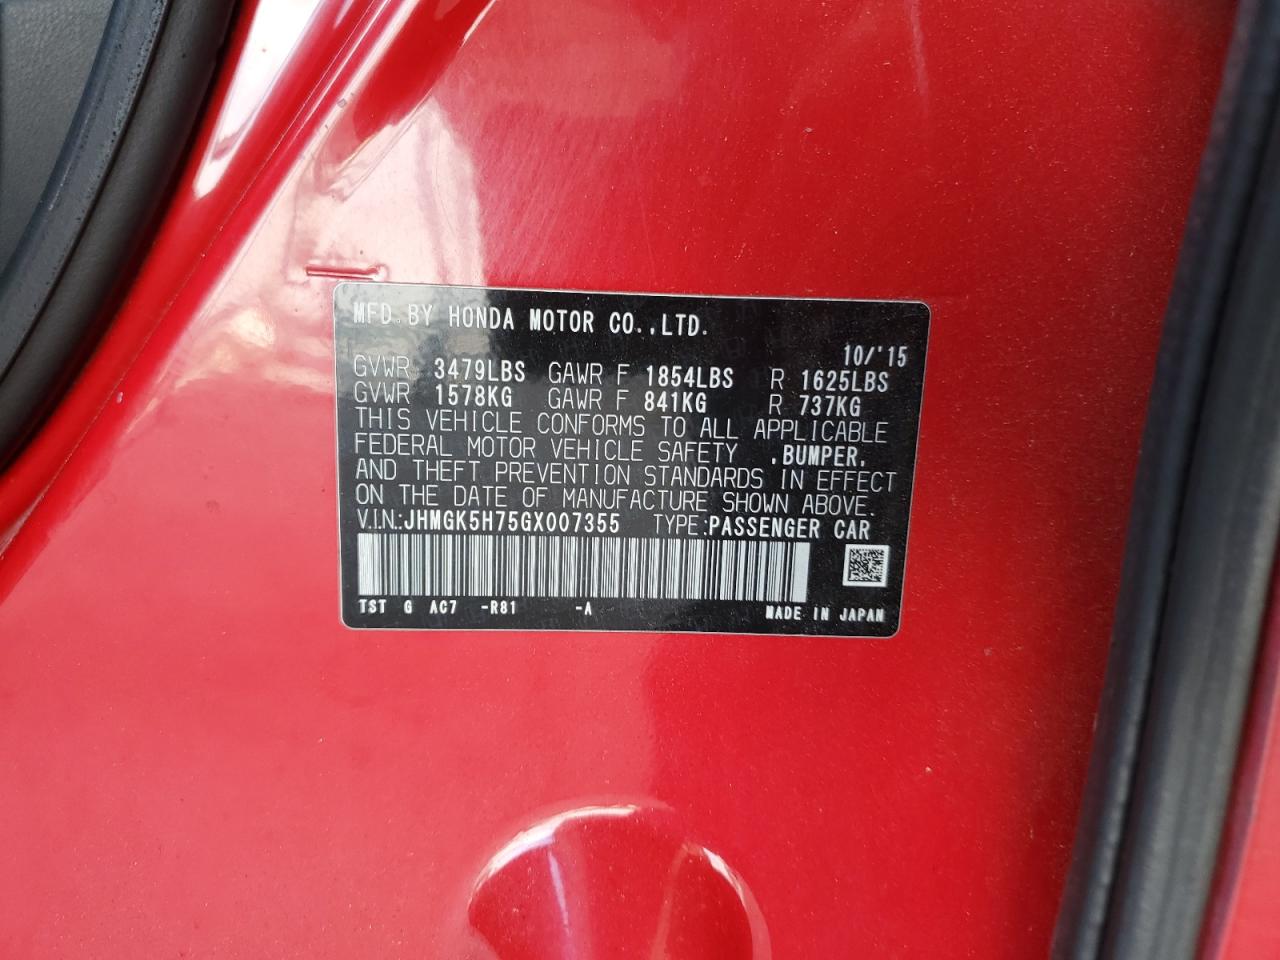 MFD.BY HONDA MOTOR CO.,LTD.
10/'15
GVWR 3479LBS GAWR F 1854LBS R 1625LBS
GVWR 1578KG GAWR F 841KG R 737KG
THIS VEHICLE CONFORMS TO ALL APPLICABLE
FEDERAL MOTOR VEHICLE SAFETY ,BUMPER,
AND THEFT PREVENTION STANDARDS IN EFFECT
ON THE DATE OF MANUFACTURE SHOWN ABOVE.
V.I.N.:JHMGK5H75GX007355 TYPE:PASSENGER CAR
TST G AC7 -R81 -A MADE IN JAPAN